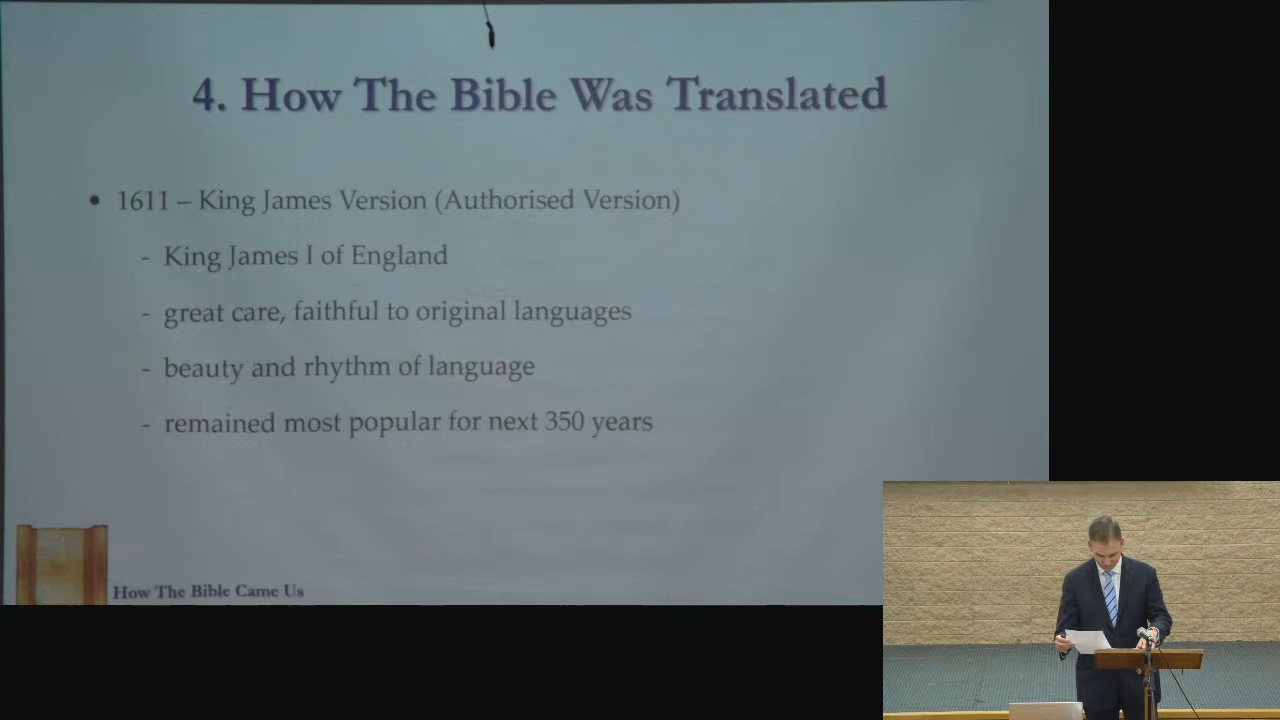 4. How The Bible Was Translated
• 1611 – King James Version (Authorised Version)
- King James I of England
- great care, faithful to original languages
- beauty and rhythm of language
- remained most popular for next 350 years
How The Bible Came Us